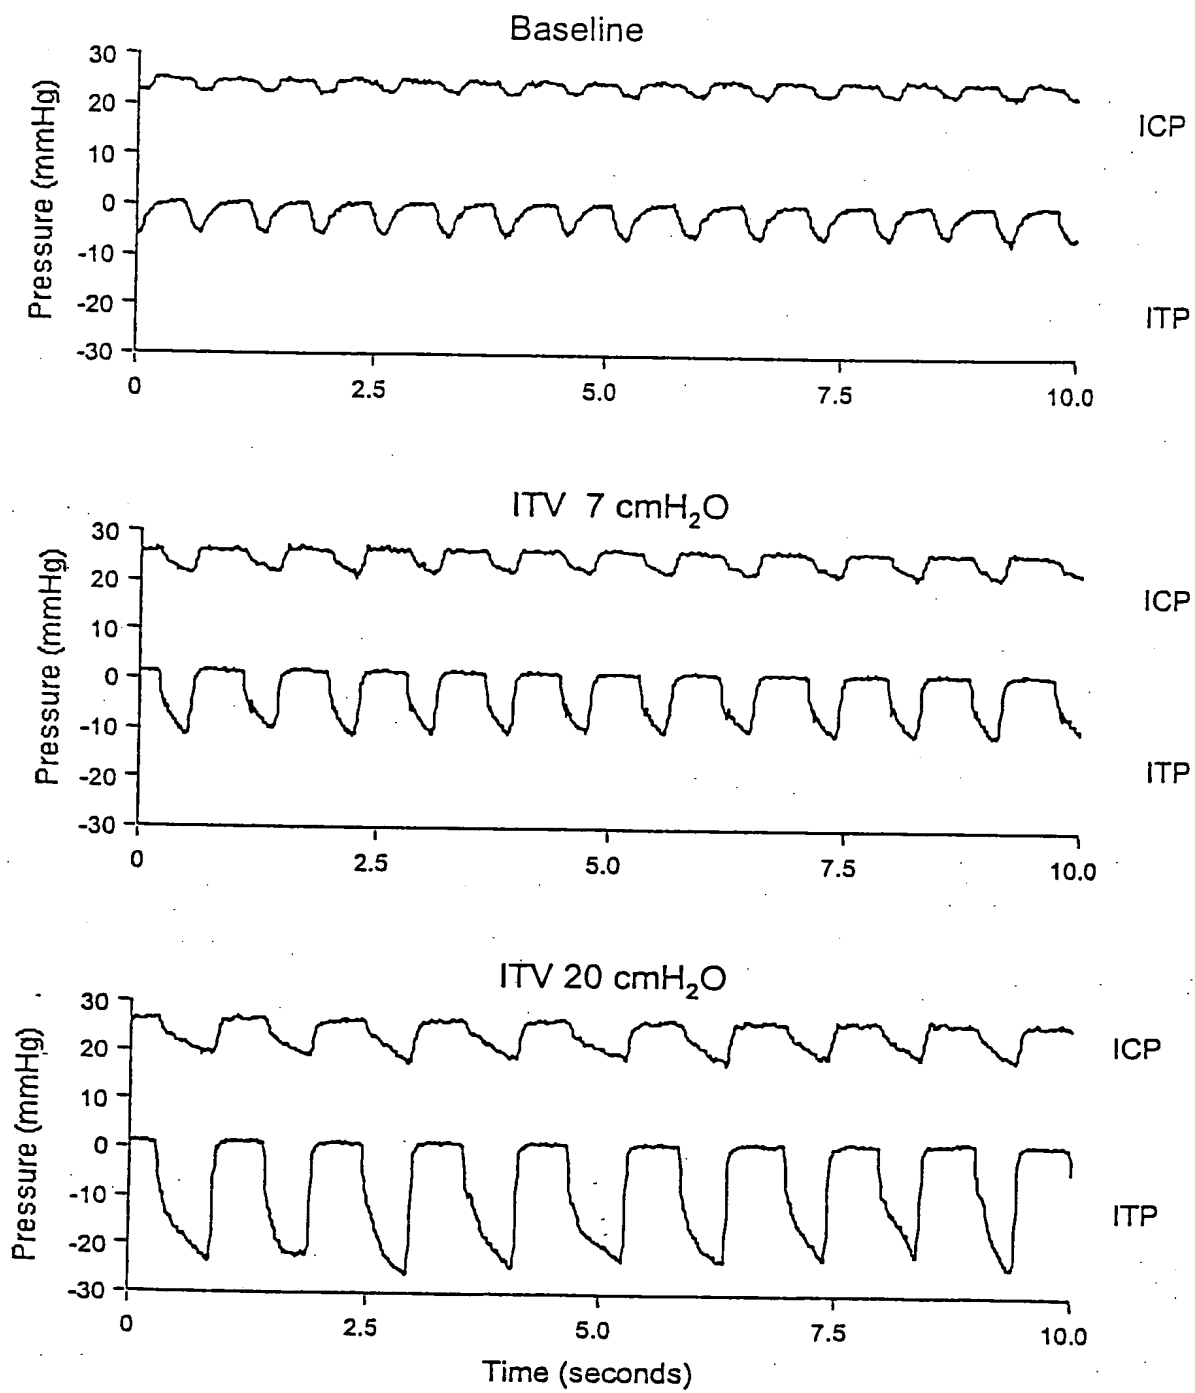 Baseline
Pressure (mmHg)
30
20
10
0
-10
-20
-30
0
2.5
5.0
7.5
10.0
ICP
ITP
ITV 7 cmH₂O
Pressure (mmHg)
30
20
10
0
-10
-20
-30
0
2.5
5.0
7.5
10.0
ICP
ITP
ITV 20 cmH₂O
Pressure (mmHg)
30
20
10
0
-10
-20
-30
0
2.5
5.0
7.5
10.0
ICP
ITP
Time (seconds)